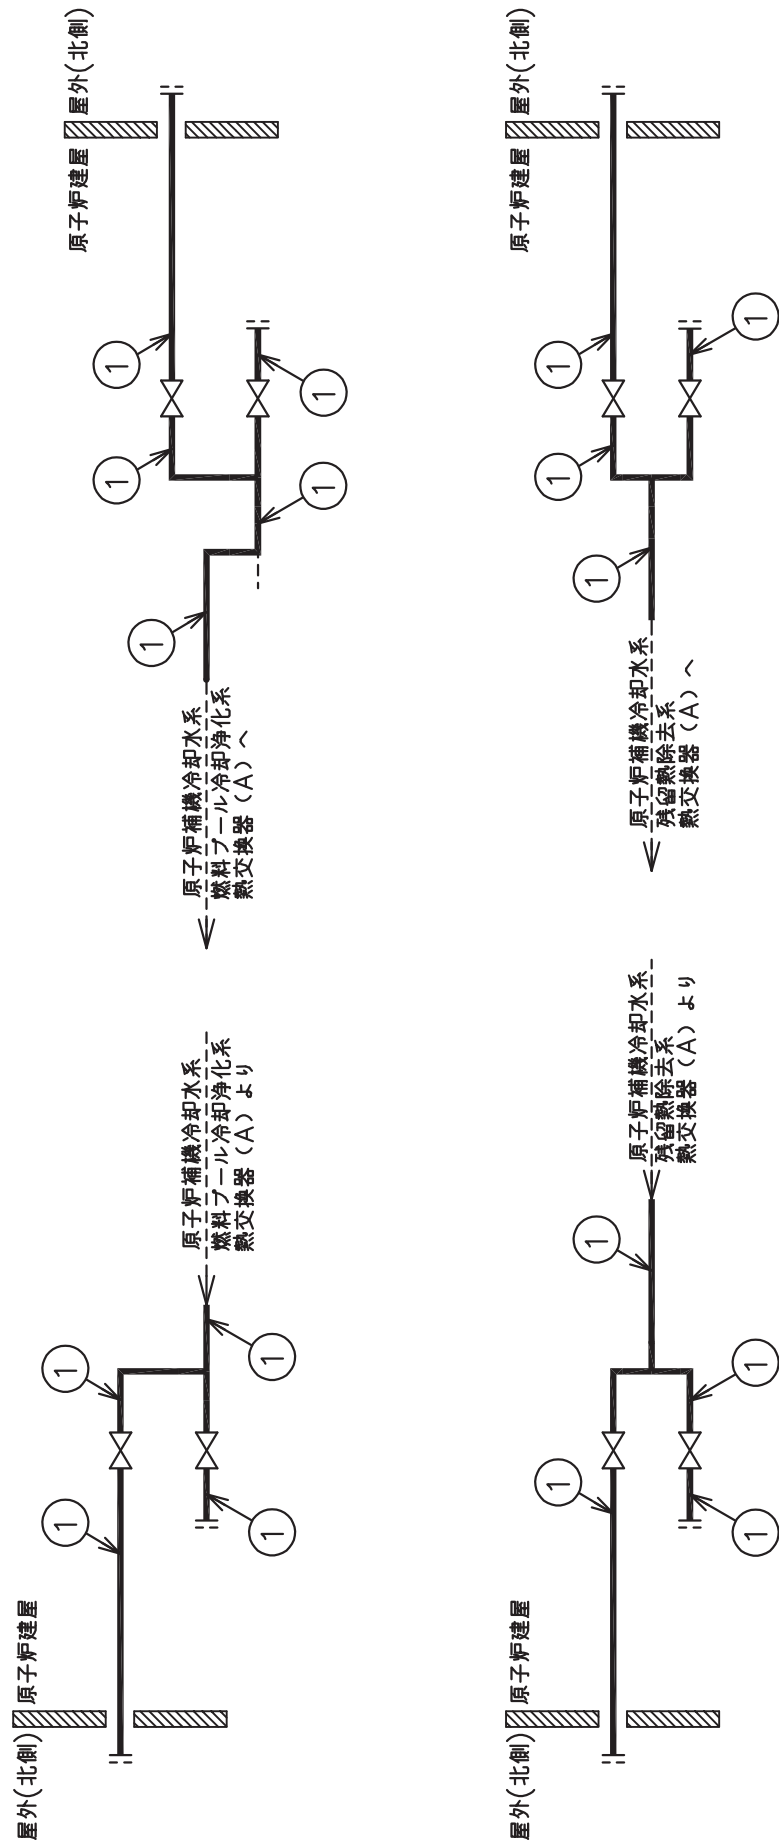 屋外(北側)
原子炉建屋
1
1
1
1
原子炉補機冷却水系
燃料プール冷却浄化系
熱交換器（A）より
原子炉補機冷却水系
燃料プール冷却浄化系
熱交換器（A）へ
1
1
1
1
1
原子炉建屋
屋外(北側)
屋外(北側)
原子炉建屋
1
1
1
1
原子炉補機冷却水系
残留熱除去系
熱交換器（A）より
原子炉補機冷却水系
残留熱除去系
熱交換器（A）へ
1
1
1
1
原子炉建屋
屋外(北側)